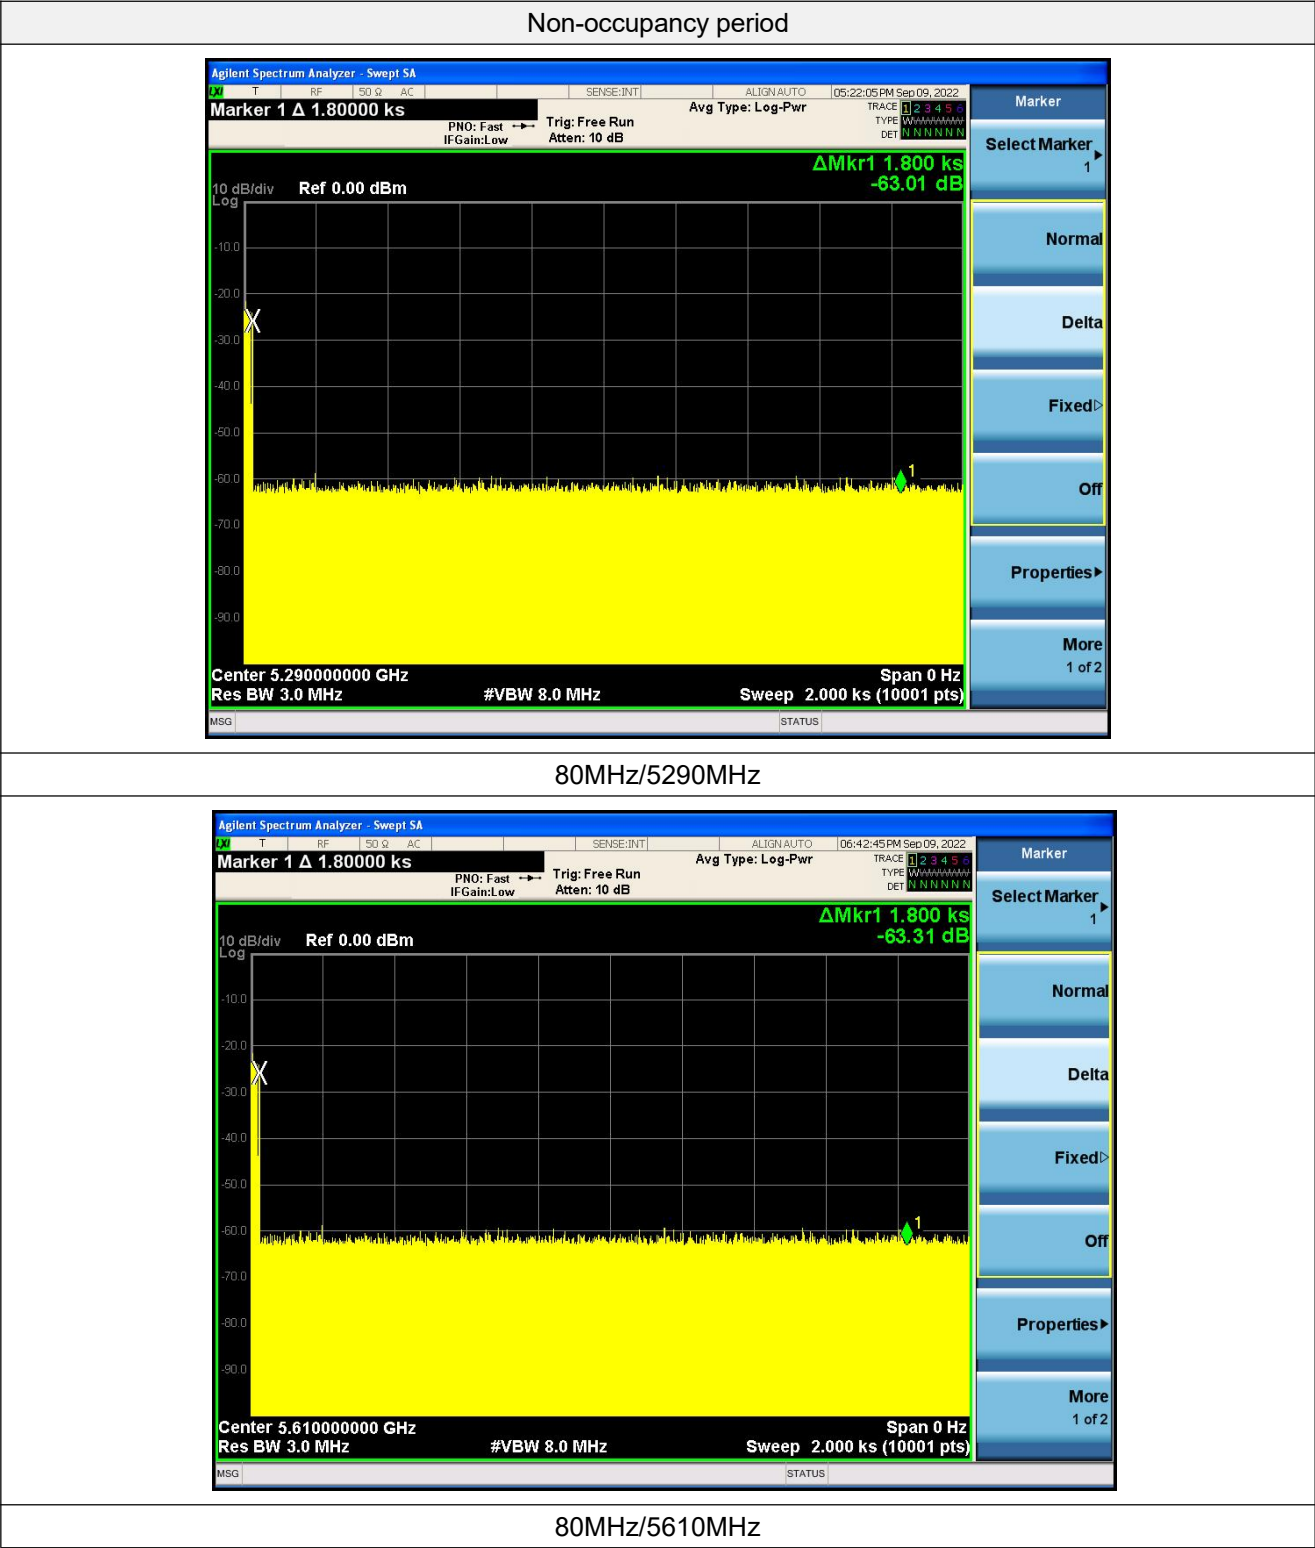 Non-occupancy period
Agilent Spectrum Analyzer - Swept SA
LXI T RF 50 Ω AC SENSE:INT ALIGN AUTO 05:22:05 PM Sep 09, 2022
Marker 1 Δ 1.80000 ks
PNO: Fast
IFGain:Low
Trig: Free Run
Atten: 10 dB
Avg Type: Log-Pwr
TRACE 1 2 3 4 5 6
TYPE WWWWWW
DET N N N N N N
ΔMkr1 1.800 ks
-63.01 dB
10 dB/div Ref 0.00 dBm
Log
-10.0
-20.0
-30.0
-40.0
-50.0
-60.0
-70.0
-80.0
-90.0
1
Center 5.290000000 GHz Span 0 Hz
Res BW 3.0 MHz #VBW 8.0 MHz Sweep 2.000 ks (10001 pts)
MSG STATUS
Marker
Select Marker
1
Normal
Delta
Fixed
Off
Properties
More
1 of 2
80MHz/5290MHz
Agilent Spectrum Analyzer - Swept SA
LXI T RF 50 Ω AC SENSE:INT ALIGN AUTO 06:42:45 PM Sep 09, 2022
Marker 1 Δ 1.80000 ks
PNO: Fast
IFGain:Low
Trig: Free Run
Atten: 10 dB
Avg Type: Log-Pwr
TRACE 1 2 3 4 5 6
TYPE WWWWWW
DET N N N N N N
ΔMkr1 1.800 ks
-63.31 dB
10 dB/div Ref 0.00 dBm
Log
-10.0
-20.0
-30.0
-40.0
-50.0
-60.0
-70.0
-80.0
-90.0
1
Center 5.610000000 GHz Span 0 Hz
Res BW 3.0 MHz #VBW 8.0 MHz Sweep 2.000 ks (10001 pts)
MSG STATUS
Marker
Select Marker
1
Normal
Delta
Fixed
Off
Properties
More
1 of 2
80MHz/5610MHz